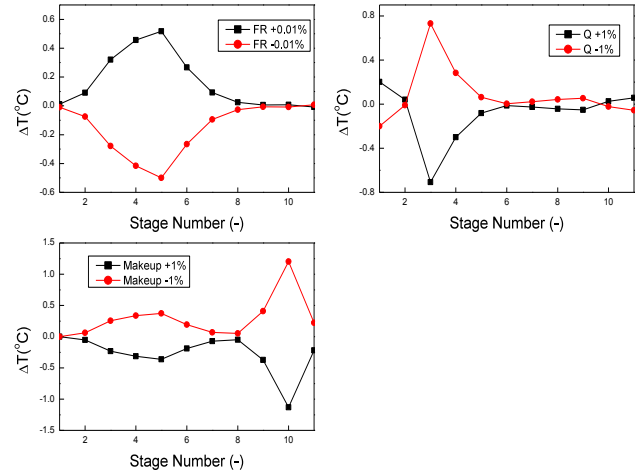 0.6
0.4
0.2
0.0
-0.2
-0.4
-0.6
ΔT(°C)
FR +0.01%
FR -0.01%
2 4 6 8 10
Stage Number (-)
0.8
0.4
0.0
-0.4
-0.8
ΔT(°C)
Q +1%
Q -1%
2 4 6 8 10
Stage Number (-)
1.5
1.0
0.5
0.0
-0.5
-1.0
-1.5
ΔT(°C)
Makeup +1%
Makeup -1%
2 4 6 8 10
Stage Number (-)